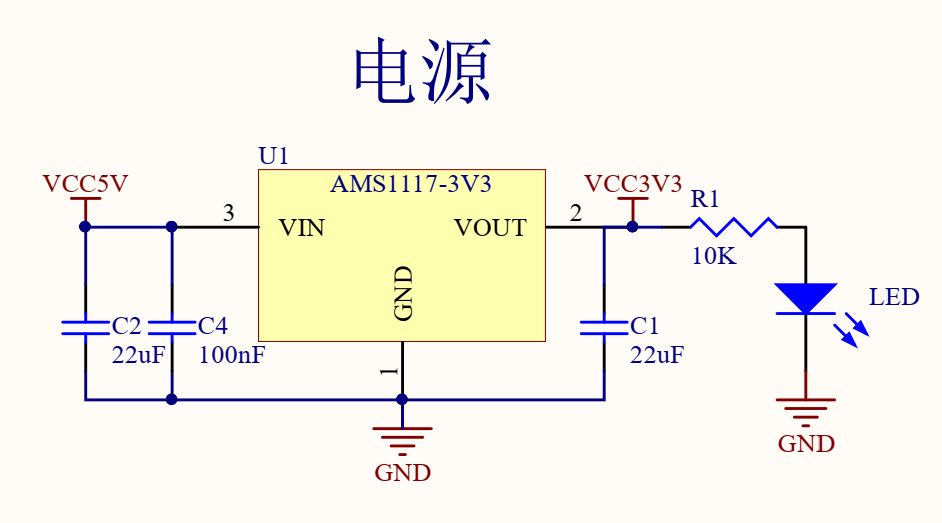 电源
U1
AMS1117-3V3
VCC5V
VCC3V3
R1
3
VIN
VOUT
2
10K
GND
1
C2
22uF
C4
100nF
C1
22uF
LED
GND
GND